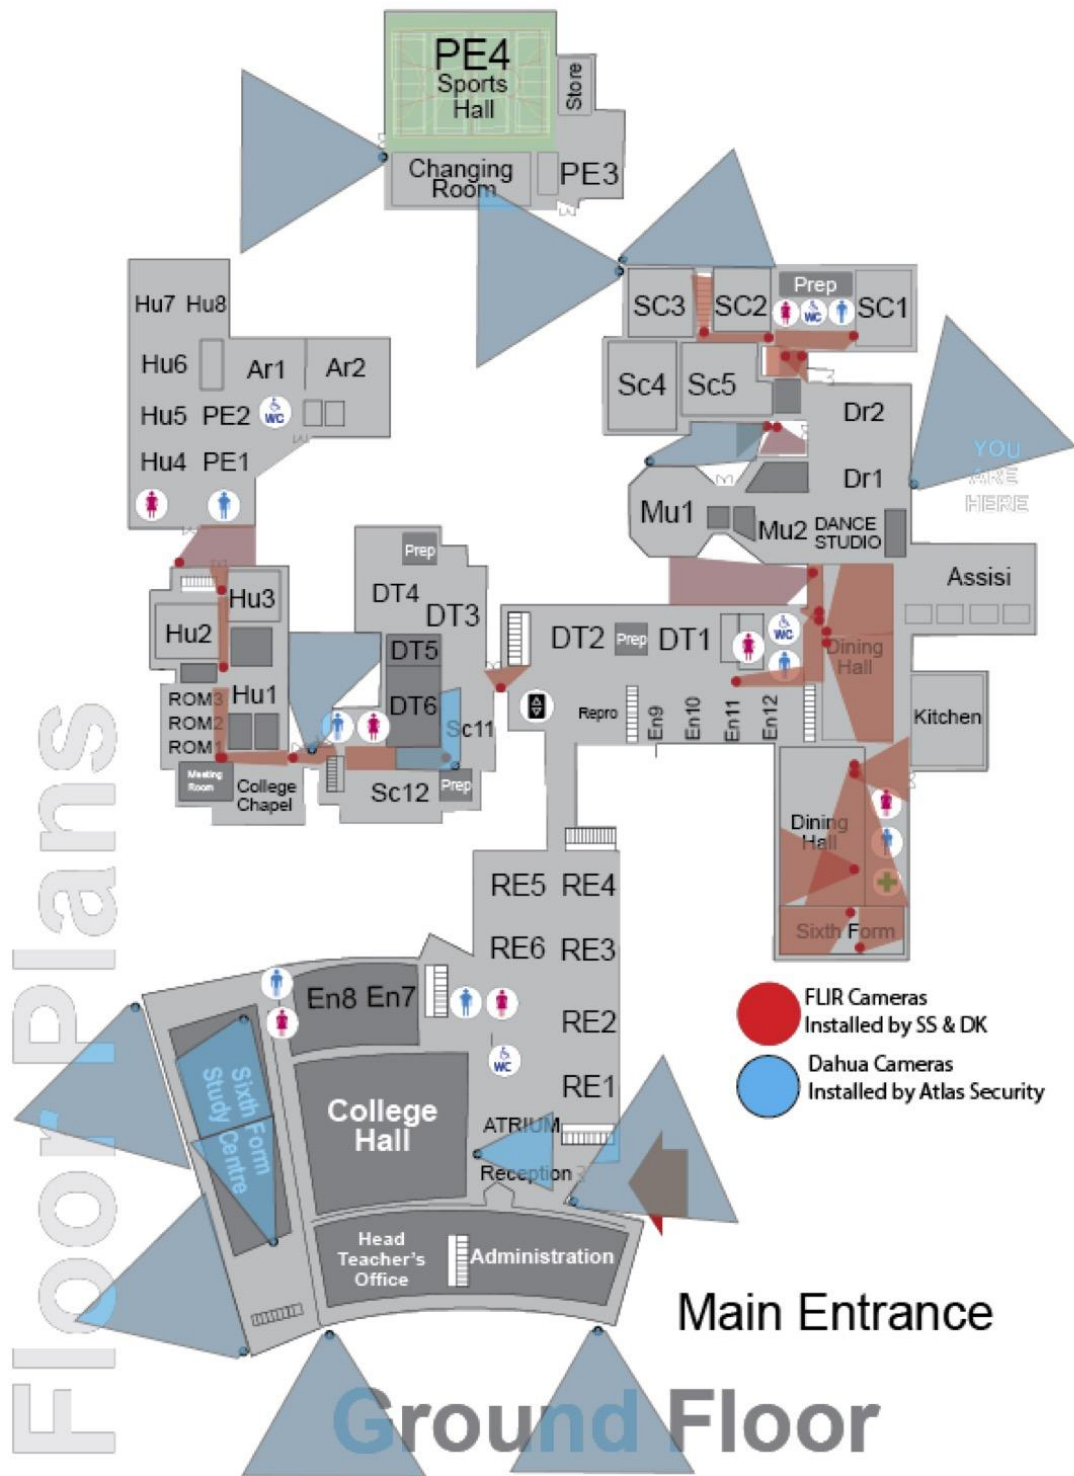 PE4
Sports
Hall
Store
Changing
Room
PE3
SC3
SC2
Prep
WC
SC1
Hu7
Hu8
Hu6
Ar1
Ar2
Hu5
PE2
WC
Hu4
PE1
Sc4
Sc5
Dr2
Dr1
YOU
ARE
HERE
Mu1
Mu2
DANCE
STUDIO
Prep
DT4
DT3
Hu3
Hu2
DT5
DT6
Hu1
ROM3
ROM2
ROM1
Meeting
Room
College
Chapel
Sc11
Sc12
Prep
DT2
Prep
DT1
WC
Repro
En9
En10
En11
En12
Assisi
Dining
Hall
Kitchen
Dining
Hall
Sixth Form
RE5
RE4
RE6
RE3
RE2
RE1
En8
En7
WC
Sixth Form
Study Centre
College
Hall
ATRIUM
Reception
Head
Teacher's
Office
Administration
FLIR Cameras
Installed by SS & DK
Dahua Cameras
Installed by Atlas Security
Main Entrance
Floor Plans
Ground Floor